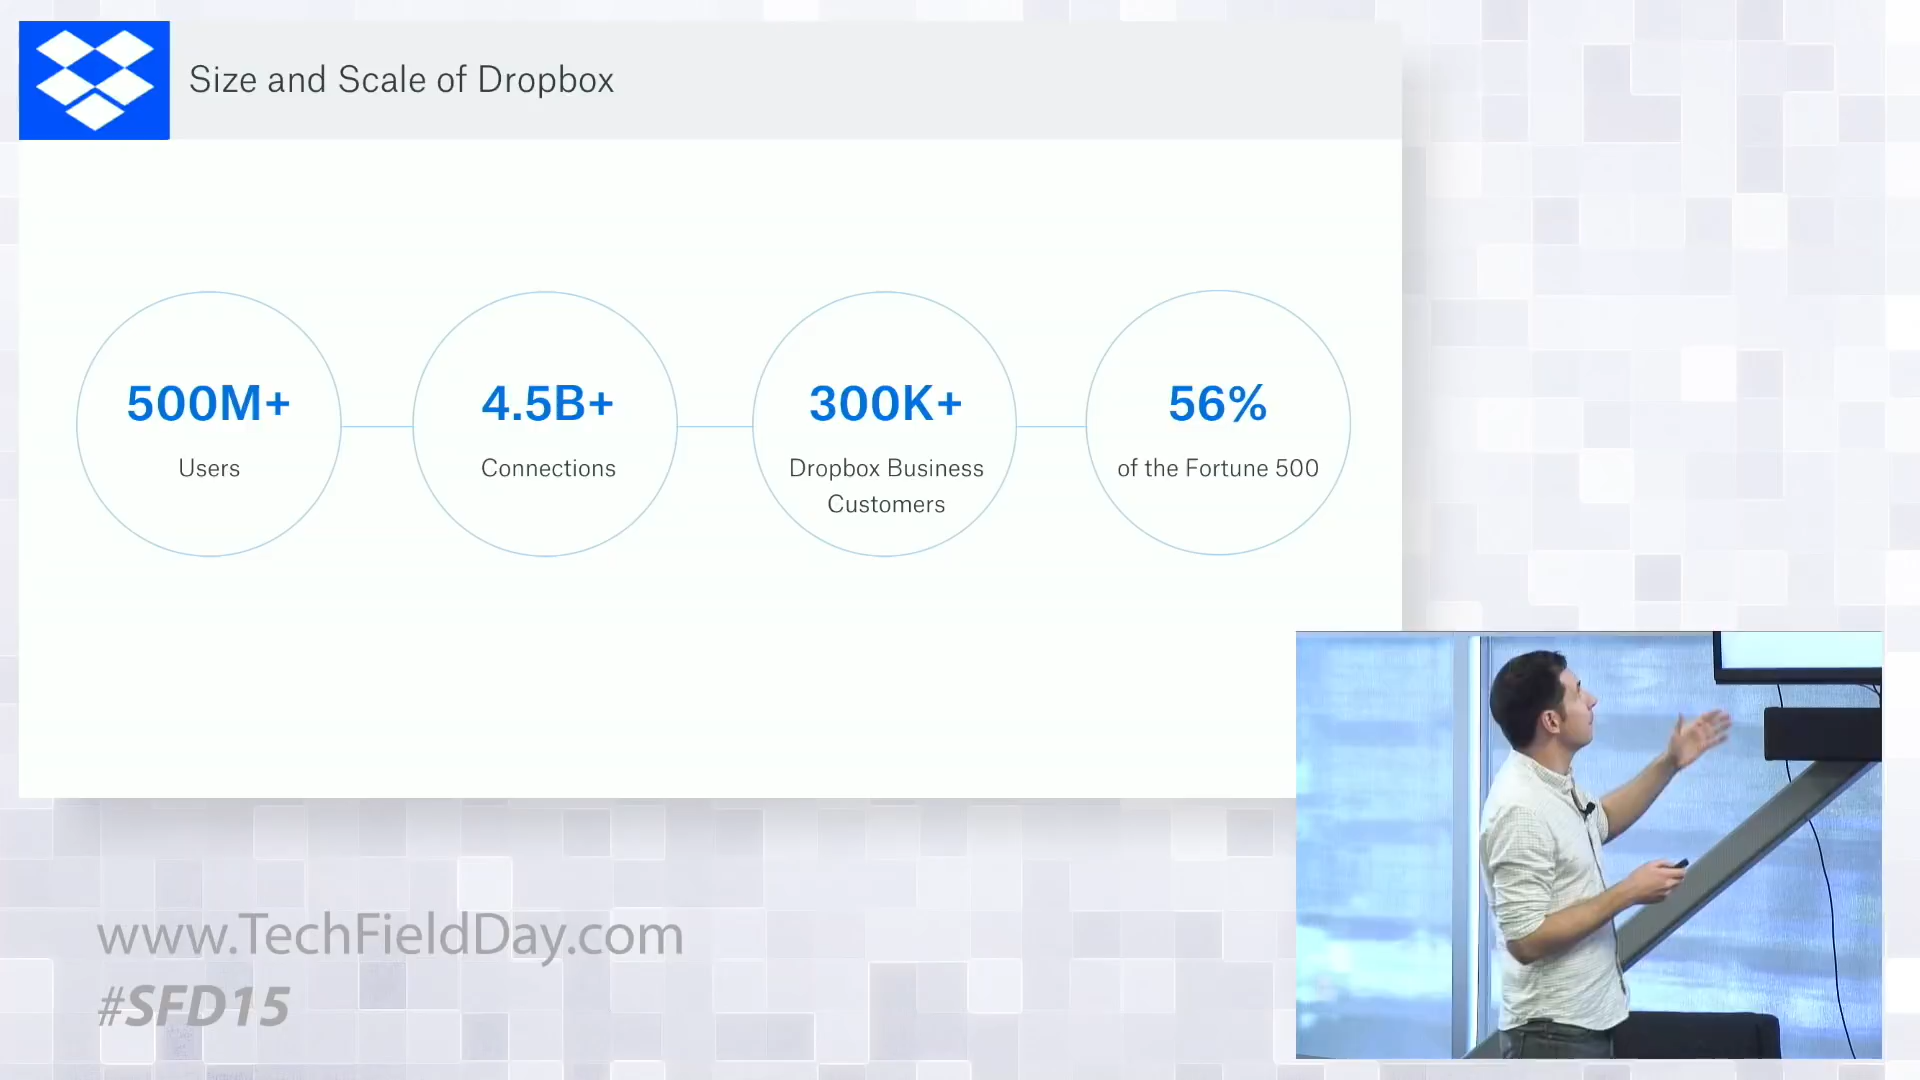 Size and Scale of Dropbox
500M+
Users
4.5B+
Connections
300K+
Dropbox Business
Customers
56%
of the Fortune 500
www.TechFieldDay.com
#SFD15